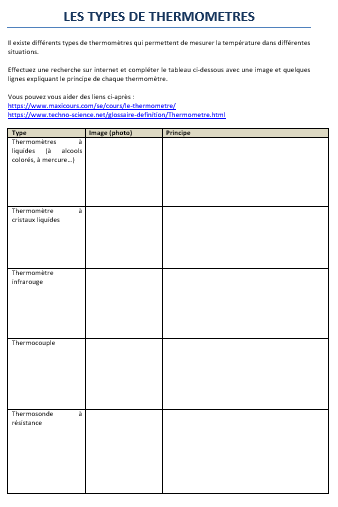 LES TYPES DE THERMOMETRES
Il existe différents types de thermomètres qui permettent de mesurer la température dans différentes
situations.
Effectuez une recherche sur internet et compléter le tableau ci-dessous avec une image et quelques
lignes expliquant le principe de chaque thermomètre.
Vous pouvez vous aider des liens ci-après :
https://www.maxicours.com/se/cours/le-thermometre/
https://www.techno-science.net/glossaire-definition/Thermometre.html
Type Image (photo) Principe
Thermomètres à
liquides (à alcools
colorés, à mercure...)
Thermomètre à
cristaux liquides
Thermomètre
infrarouge
Thermocouple
Thermosonde à
résistance